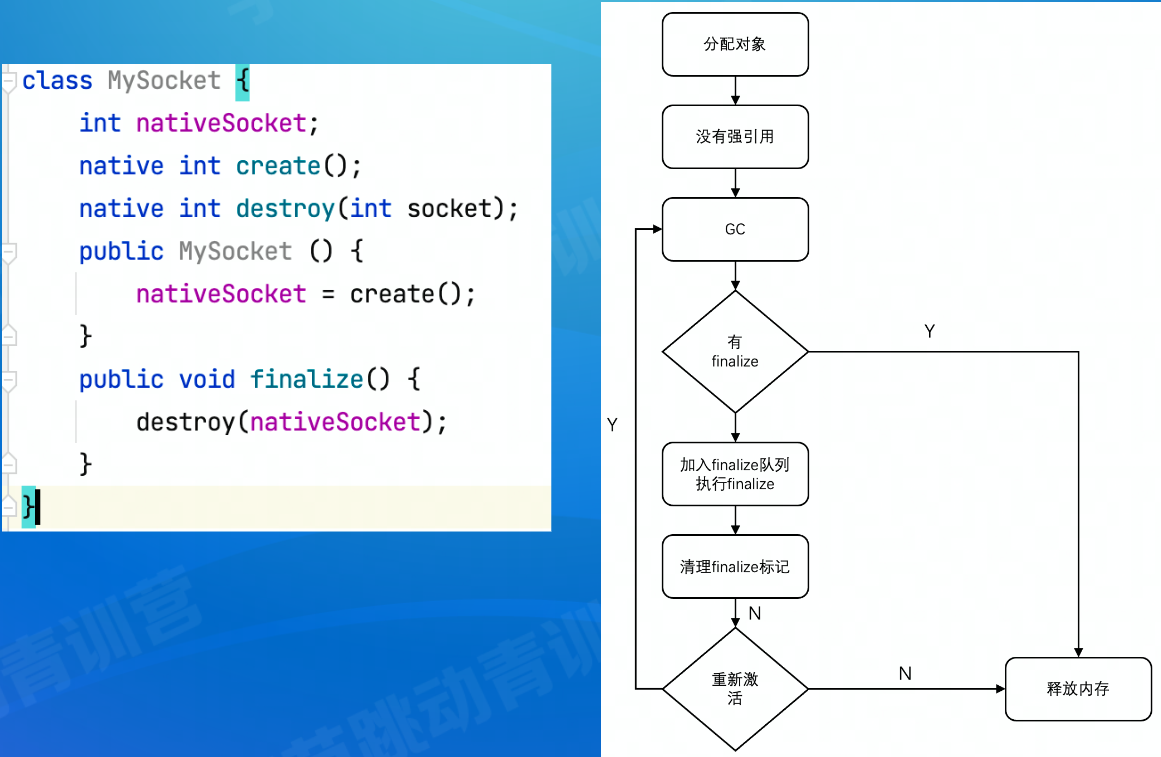 class MySocket {
int nativeSocket;
native int create();
native int destroy(int socket);
public MySocket () {
nativeSocket = create();
}
public void finalize() {
destroy(nativeSocket);
}
}
分配对象
没有强引用
GC
有
finalize
Y
Y
加入finalize队列
执行finalize
清理finalize标记
N
重新激
活
N
释放内存
青训营
跳动青训